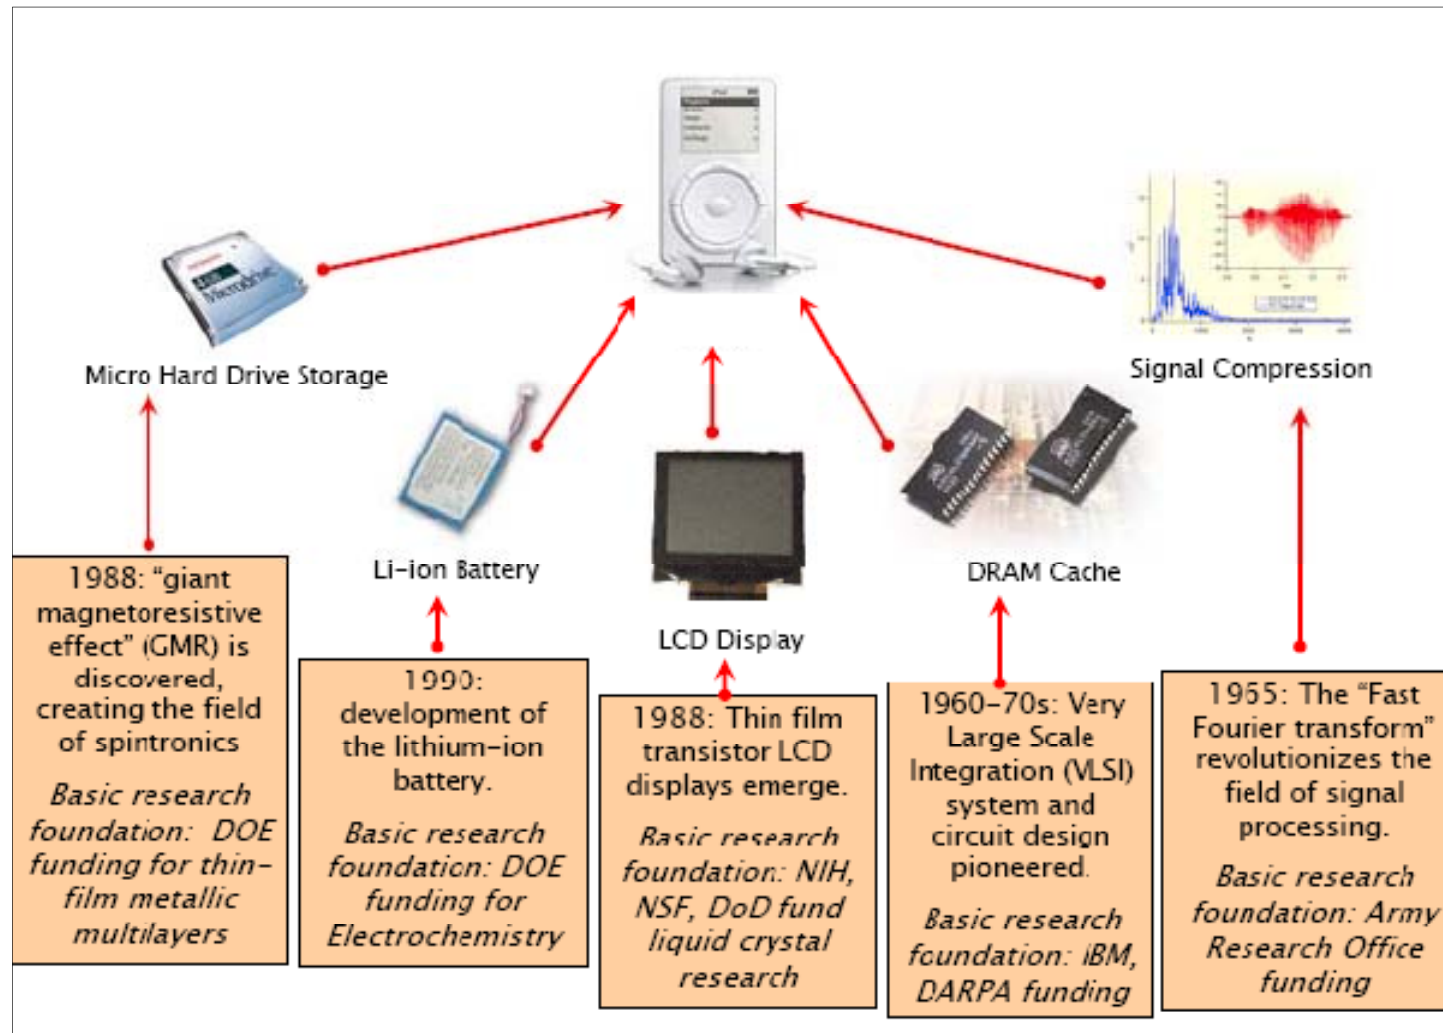 iPod
Microdrive
Micro Hard Drive Storage
Signal Compression
Li-ion Battery
LCD Display
DRAM Cache
1988: “giant
magnetoresistive
effect” (GMR) is
discovered,
creating the field
of spintronics
Basic research
foundation: DOE
funding for thin-
film metallic
multilayers
1990:
development of
the lithium-ion
battery.
Basic research
foundation: DOE
funding for
Electrochemistry
1988: Thin film
transistor LCD
displays emerge.
Basic research
foundation: NIH,
NSF, DoD fund
liquid crystal
research
1960-70s: Very
Large Scale
Integration (VLSI)
system and
circuit design
pioneered.
Basic research
foundation: IBM,
DARPA funding
1965: The “Fast
Fourier transform”
revolutionizes the
field of signal
processing.
Basic research
foundation: Army
Research Office
funding